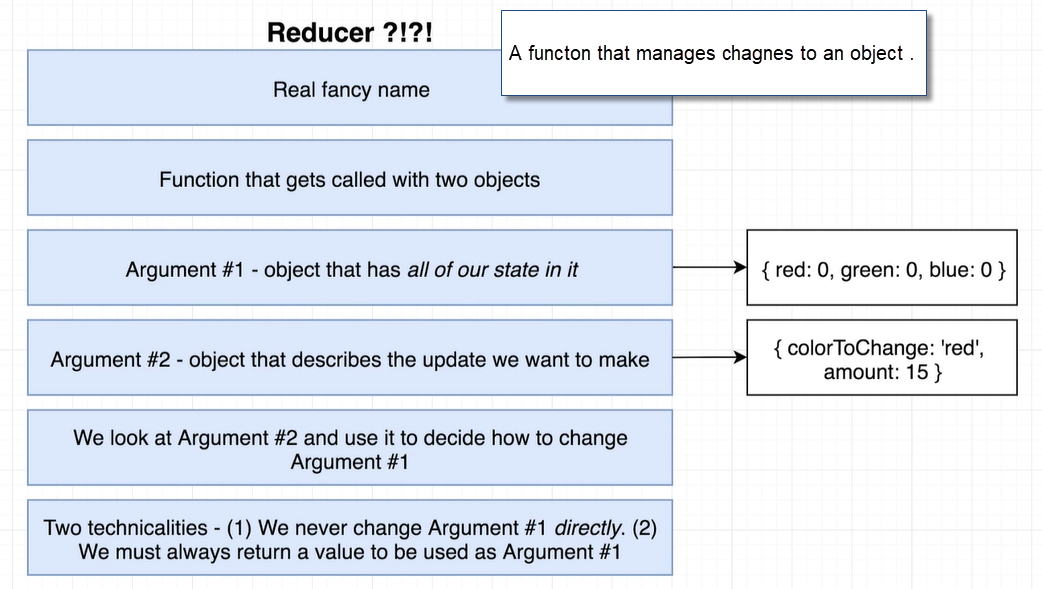 Reducer ?!?!
A functon that manages chagnes to an object .
Real fancy name
Function that gets called with two objects
Argument #1 - object that has all of our state in it
{ red: 0, green: 0, blue: 0 }
Argument #2 - object that describes the update we want to make
{ colorToChange: 'red',
amount: 15 }
We look at Argument #2 and use it to decide how to change
Argument #1
Two technicalities - (1) We never change Argument #1 directly. (2)
We must always return a value to be used as Argument #1